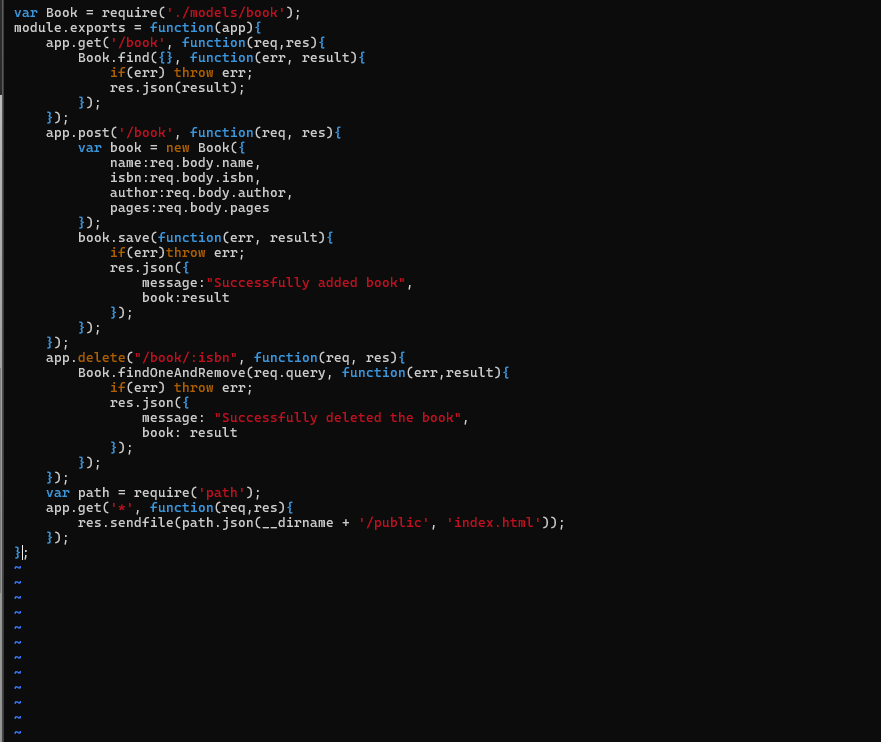 var Book = require('./models/book');
module.exports = function(app){
    app.get('/book', function(req,res){
        Book.find({}, function(err, result){
            if(err) throw err;
            res.json(result);
        });
    });
    app.post('/book', function(req, res){
        var book = new Book({
            name:req.body.name,
            isbn:req.body.isbn,
            author:req.body.author,
            pages:req.body.pages
        });
        book.save(function(err, result){
            if(err)throw err;
            res.json({
                message:"Successfully added book",
                book:result
            });
        });
    });
    app.delete("/book/:isbn", function(req, res){
        Book.findOneAndRemove(req.query, function(err,result){
            if(err) throw err;
            res.json({
                message: "Successfully deleted the book",
                book: result
            });
        });
    });
    var path = require('path');
    app.get('*', function(req,res){
        res.sendfile(path.json(__dirname + '/public', 'index.html'));
    });
};
~
~
~
~
~
~
~
~
~
~
~
~